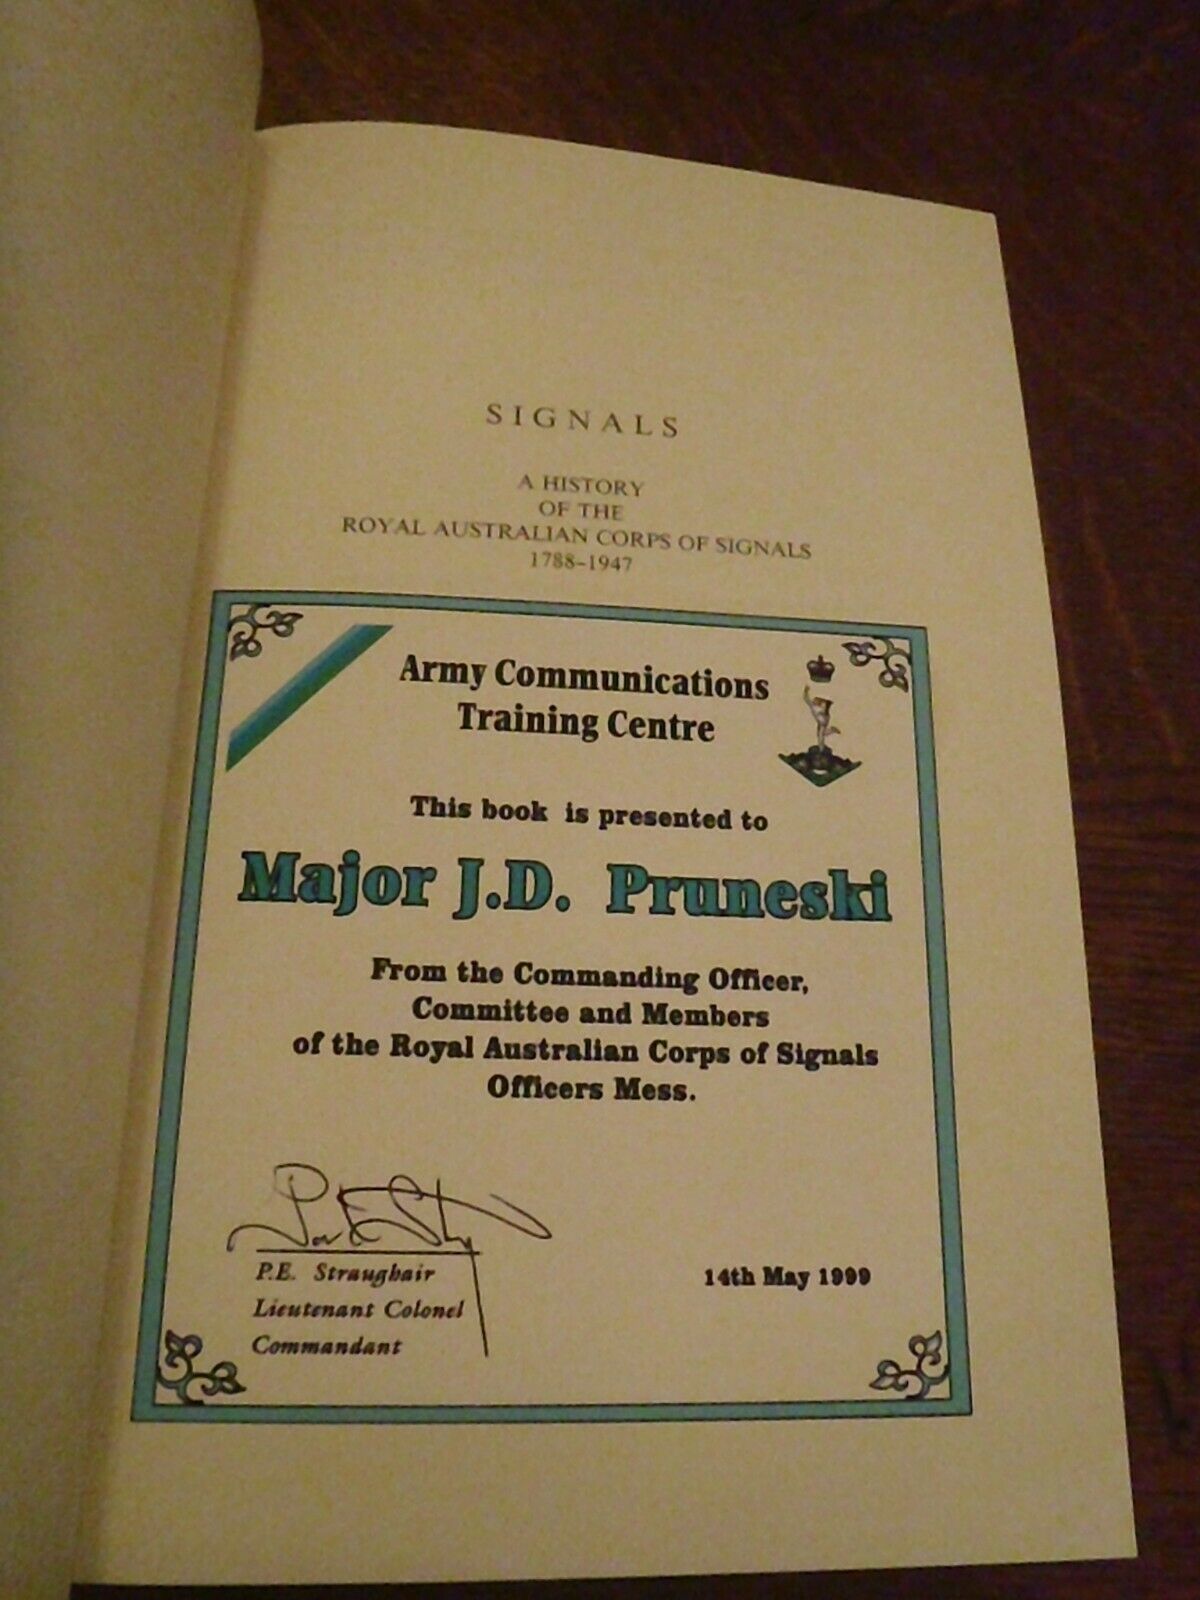 SIGNALS
A HISTORY
OF THE
ROYAL AUSTRALIAN CORPS OF SIGNALS
1788-1947
Army Communications
Training Centre
This book is presented to
Major J.D. Pruneski
From the Commanding Officer,
Committee and Members
of the Royal Australian Corps of Signals
Officers Mess.
P.E. Straughair
Lieutenant Colonel
Commandant
14th May 1999